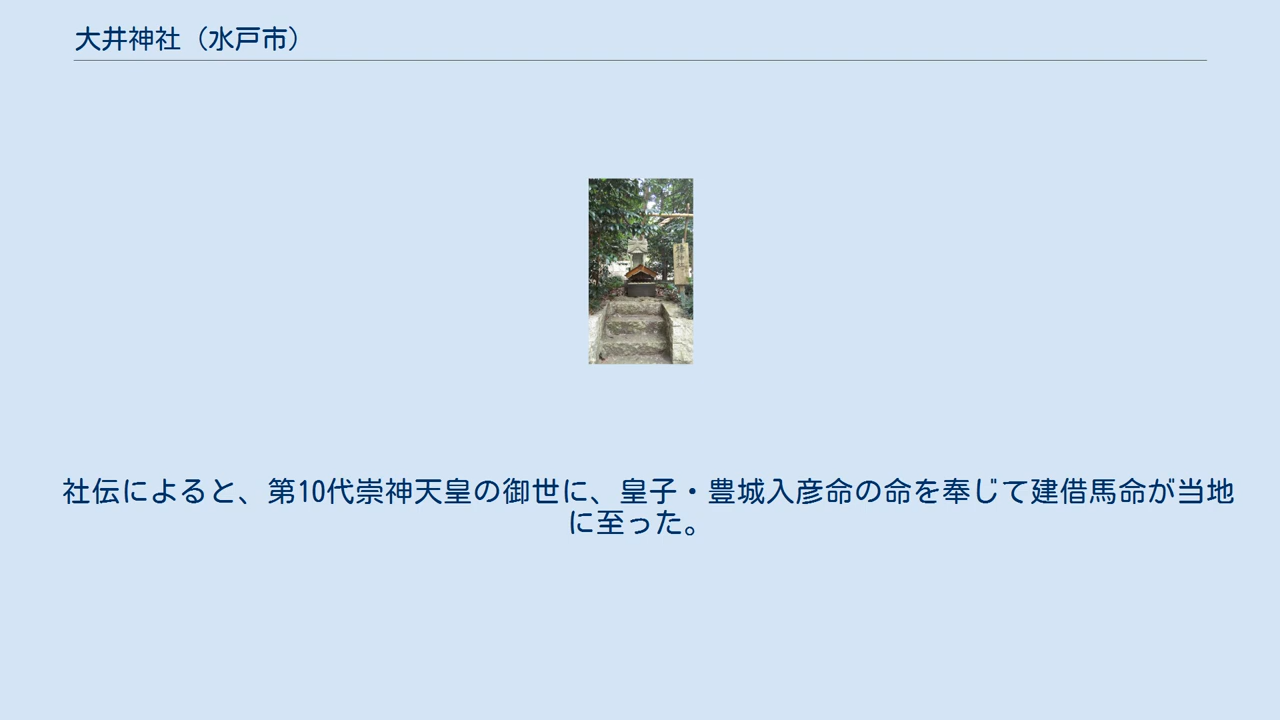 大井神社（水戸市）
社伝によると、第10代崇神天皇の御世に、皇子・豊城入彦命の命を奉じて建借馬命が当地
に至った。